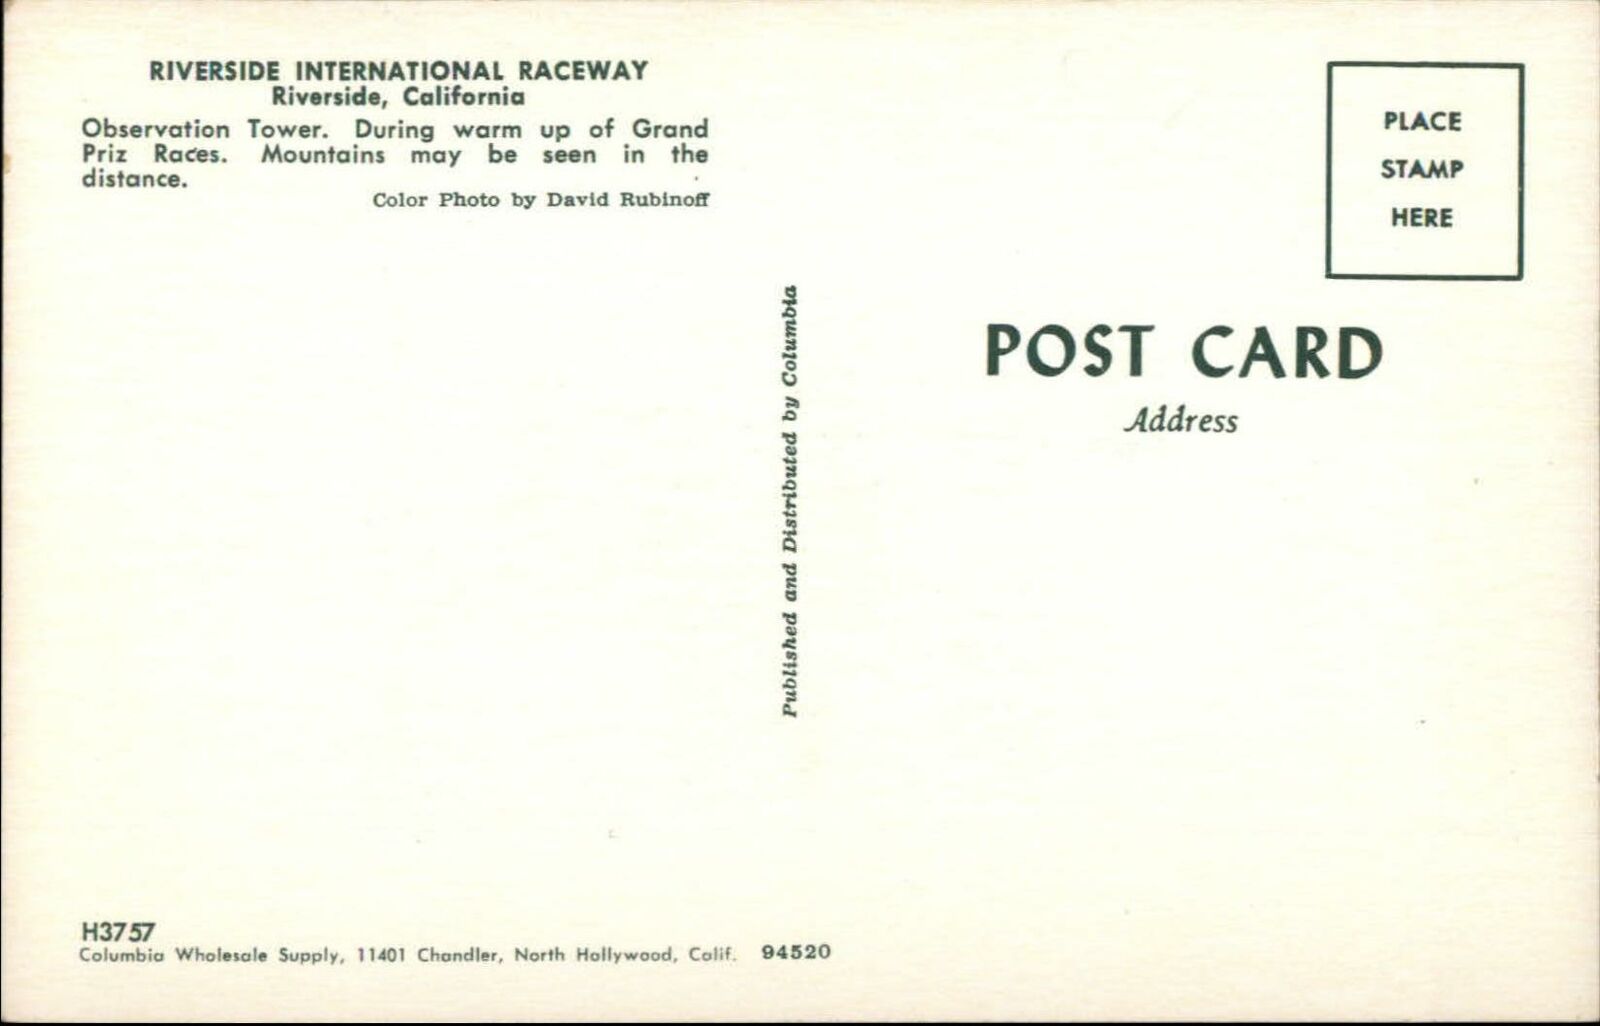 RIVERSIDE INTERNATIONAL RACEWAY
Riverside, California
Observation Tower. During warm up of Grand
Priz Races. Mountains may be seen in the
distance.
Color Photo by David Rubinoff
Published and Distributed by Columbia
PLACE
STAMP
HERE
POST CARD
Address
H3757
Columbia Wholesale Supply, 11401 Chandler, North Hollywood, Calif. 94520